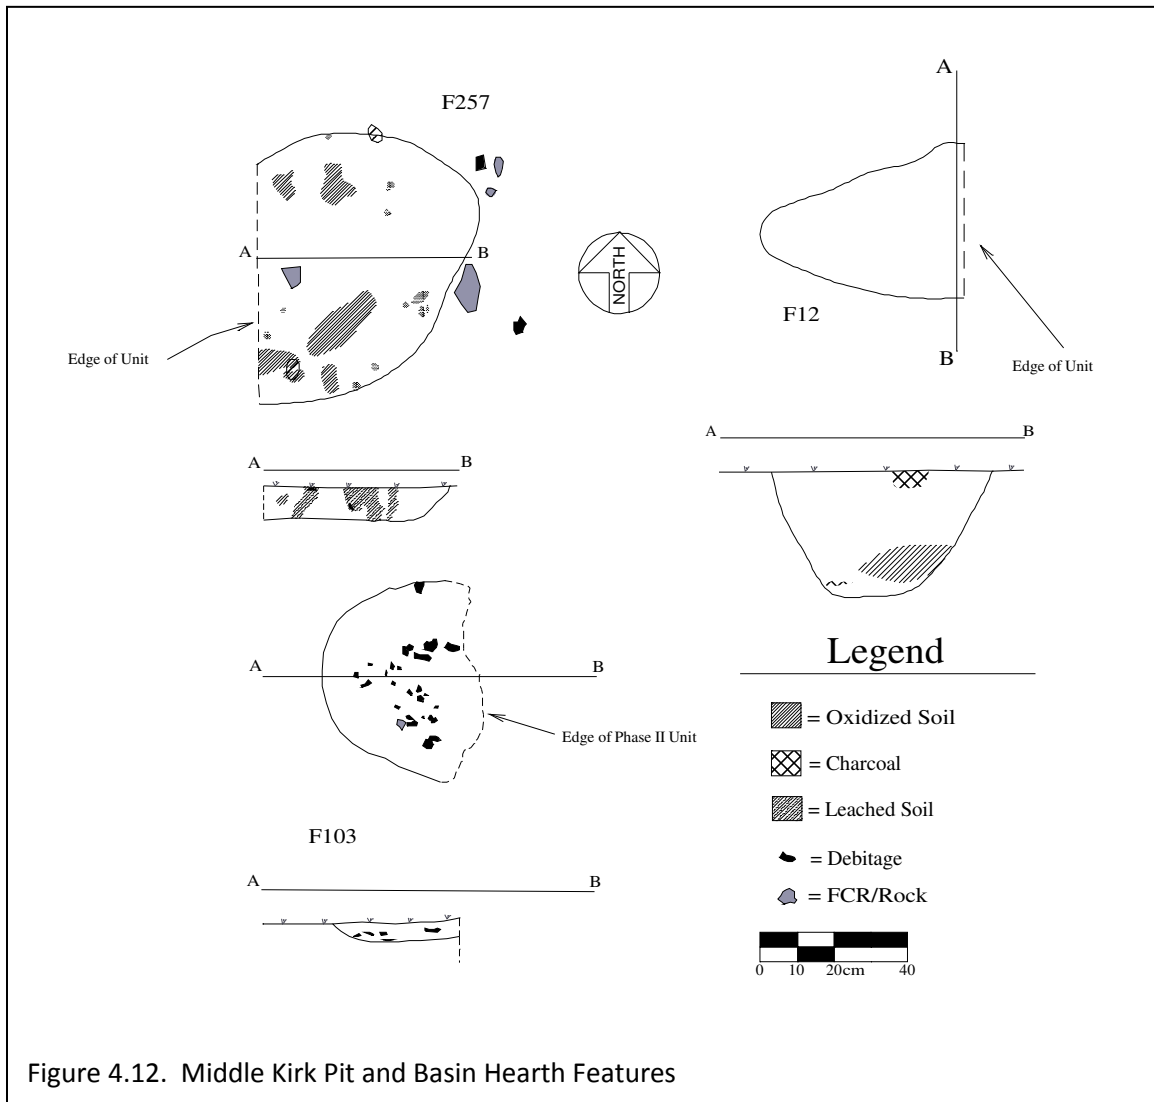 F257
A
B
Edge of Unit
NORTH
A
F12
B
Edge of Unit
A
B
A
B
A
B
Edge of Phase II Unit
F103
A
B
Legend
= Oxidized Soil
= Charcoal
= Leached Soil
= Debitage
= FCR/Rock
0 10 20cm 40
Figure 4.12. Middle Kirk Pit and Basin Hearth Features